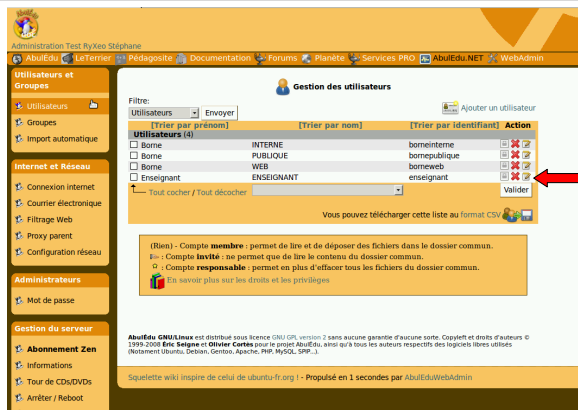 AbulÉdu
Administration Test RyXeo
Stéphane
AbulEdu LeTerrier Pédagosite Documentation Forums Planète Services PRO AbulEdu.NET WebAdmin
Utilisateurs et
Groupes
Utilisateurs
Groupes
Import automatique
Internet et Réseau
Connexion internet
Courrier électronique
Filtrage Web
Proxy parent
Configuration réseau
Administrateurs
Mot de passe
Gestion du serveur
Abonnement Zen
Informations
Tour de CDs/DVDs
Arrêter / Reboot
Gestion des utilisateurs
Filtre:
Utilisateurs Envoyer
Ajouter un utilisateur
[Trier par prénom] [Trier par nom] [Trier par identifiant] Action
Utilisateurs (4)
Borne INTERNE borneinterne
Borne PUBLIQUE bornepublique
Borne WEB borneweb
Enseignant ENSEIGNANT enseignant
Tout cocher / Tout décocher Valider
Vous pouvez télécharger cette liste au format CSV
(Rien) - Compte membre : permet de lire et de déposer des fichiers dans le dossier commun.
: Compte invité : ne permet que de lire le contenu du dossier commun.
: Compte responsable : permet en plus d'effacer tous les fichiers du dossier commun.
En savoir plus sur les droits et les privilèges
AbulÉdu GNU/Linux est distribué sous licence GNU GPL version 2 sans aucune garantie d'aucune sorte. Copyleft et droits d'auteurs ©
1999-2008 Éric Seigne et Olivier Cortès pour le projet AbulÉdu, ainsi qu'à tous les auteurs respectifs des logiciels libres utilisés
(Notament Ubuntu, Debian, Gentoo, Apache, PHP, MySQL, SPIP...).
Squelette wiki inspire de celui de ubuntu-fr.org ! - Propulsé en 1 secondes par AbulEduWebAdmin